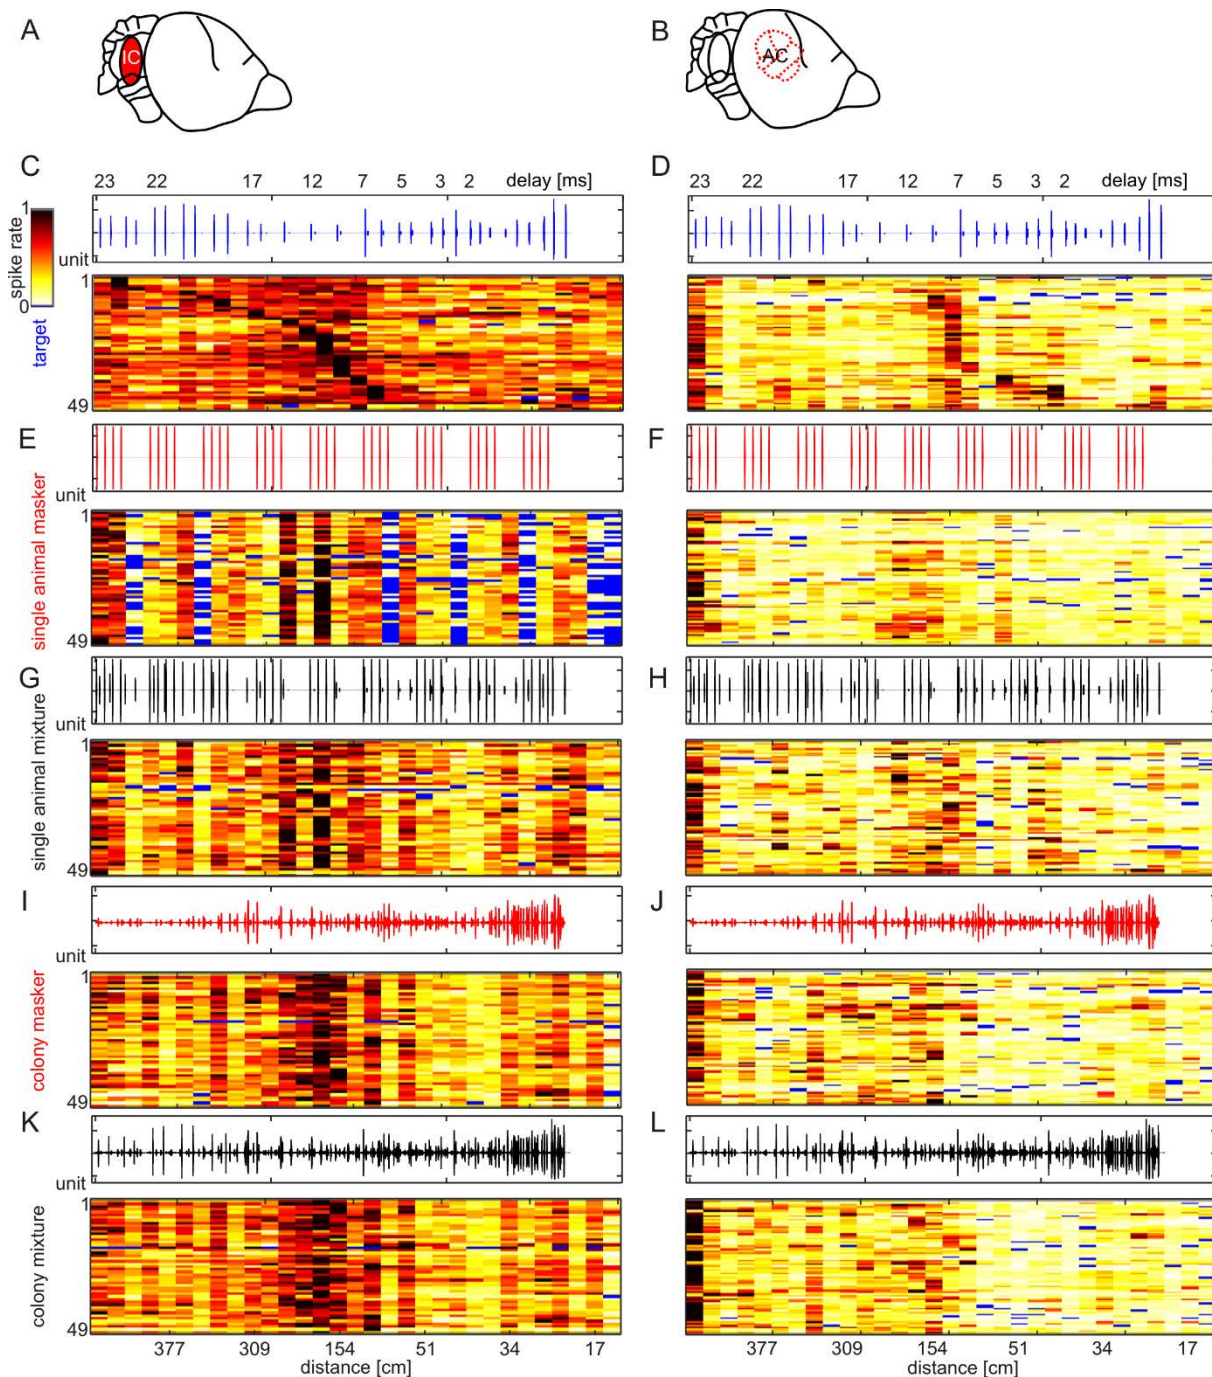 A
B
IC
AC
C
D
23 22 17 12 7 5 3 2 delay [ms]
23 22 17 12 7 5 3 2 delay [ms]
1
spike rate
0
unit
target
1
49
E
F
unit
single animal masker
1
49
G
H
unit
single animal mixture
1
49
I
J
unit
colony masker
1
49
K
L
unit
colony mixture
1
49
377 309 154 51 34 17
distance [cm]
377 309 154 51 34 17
distance [cm]